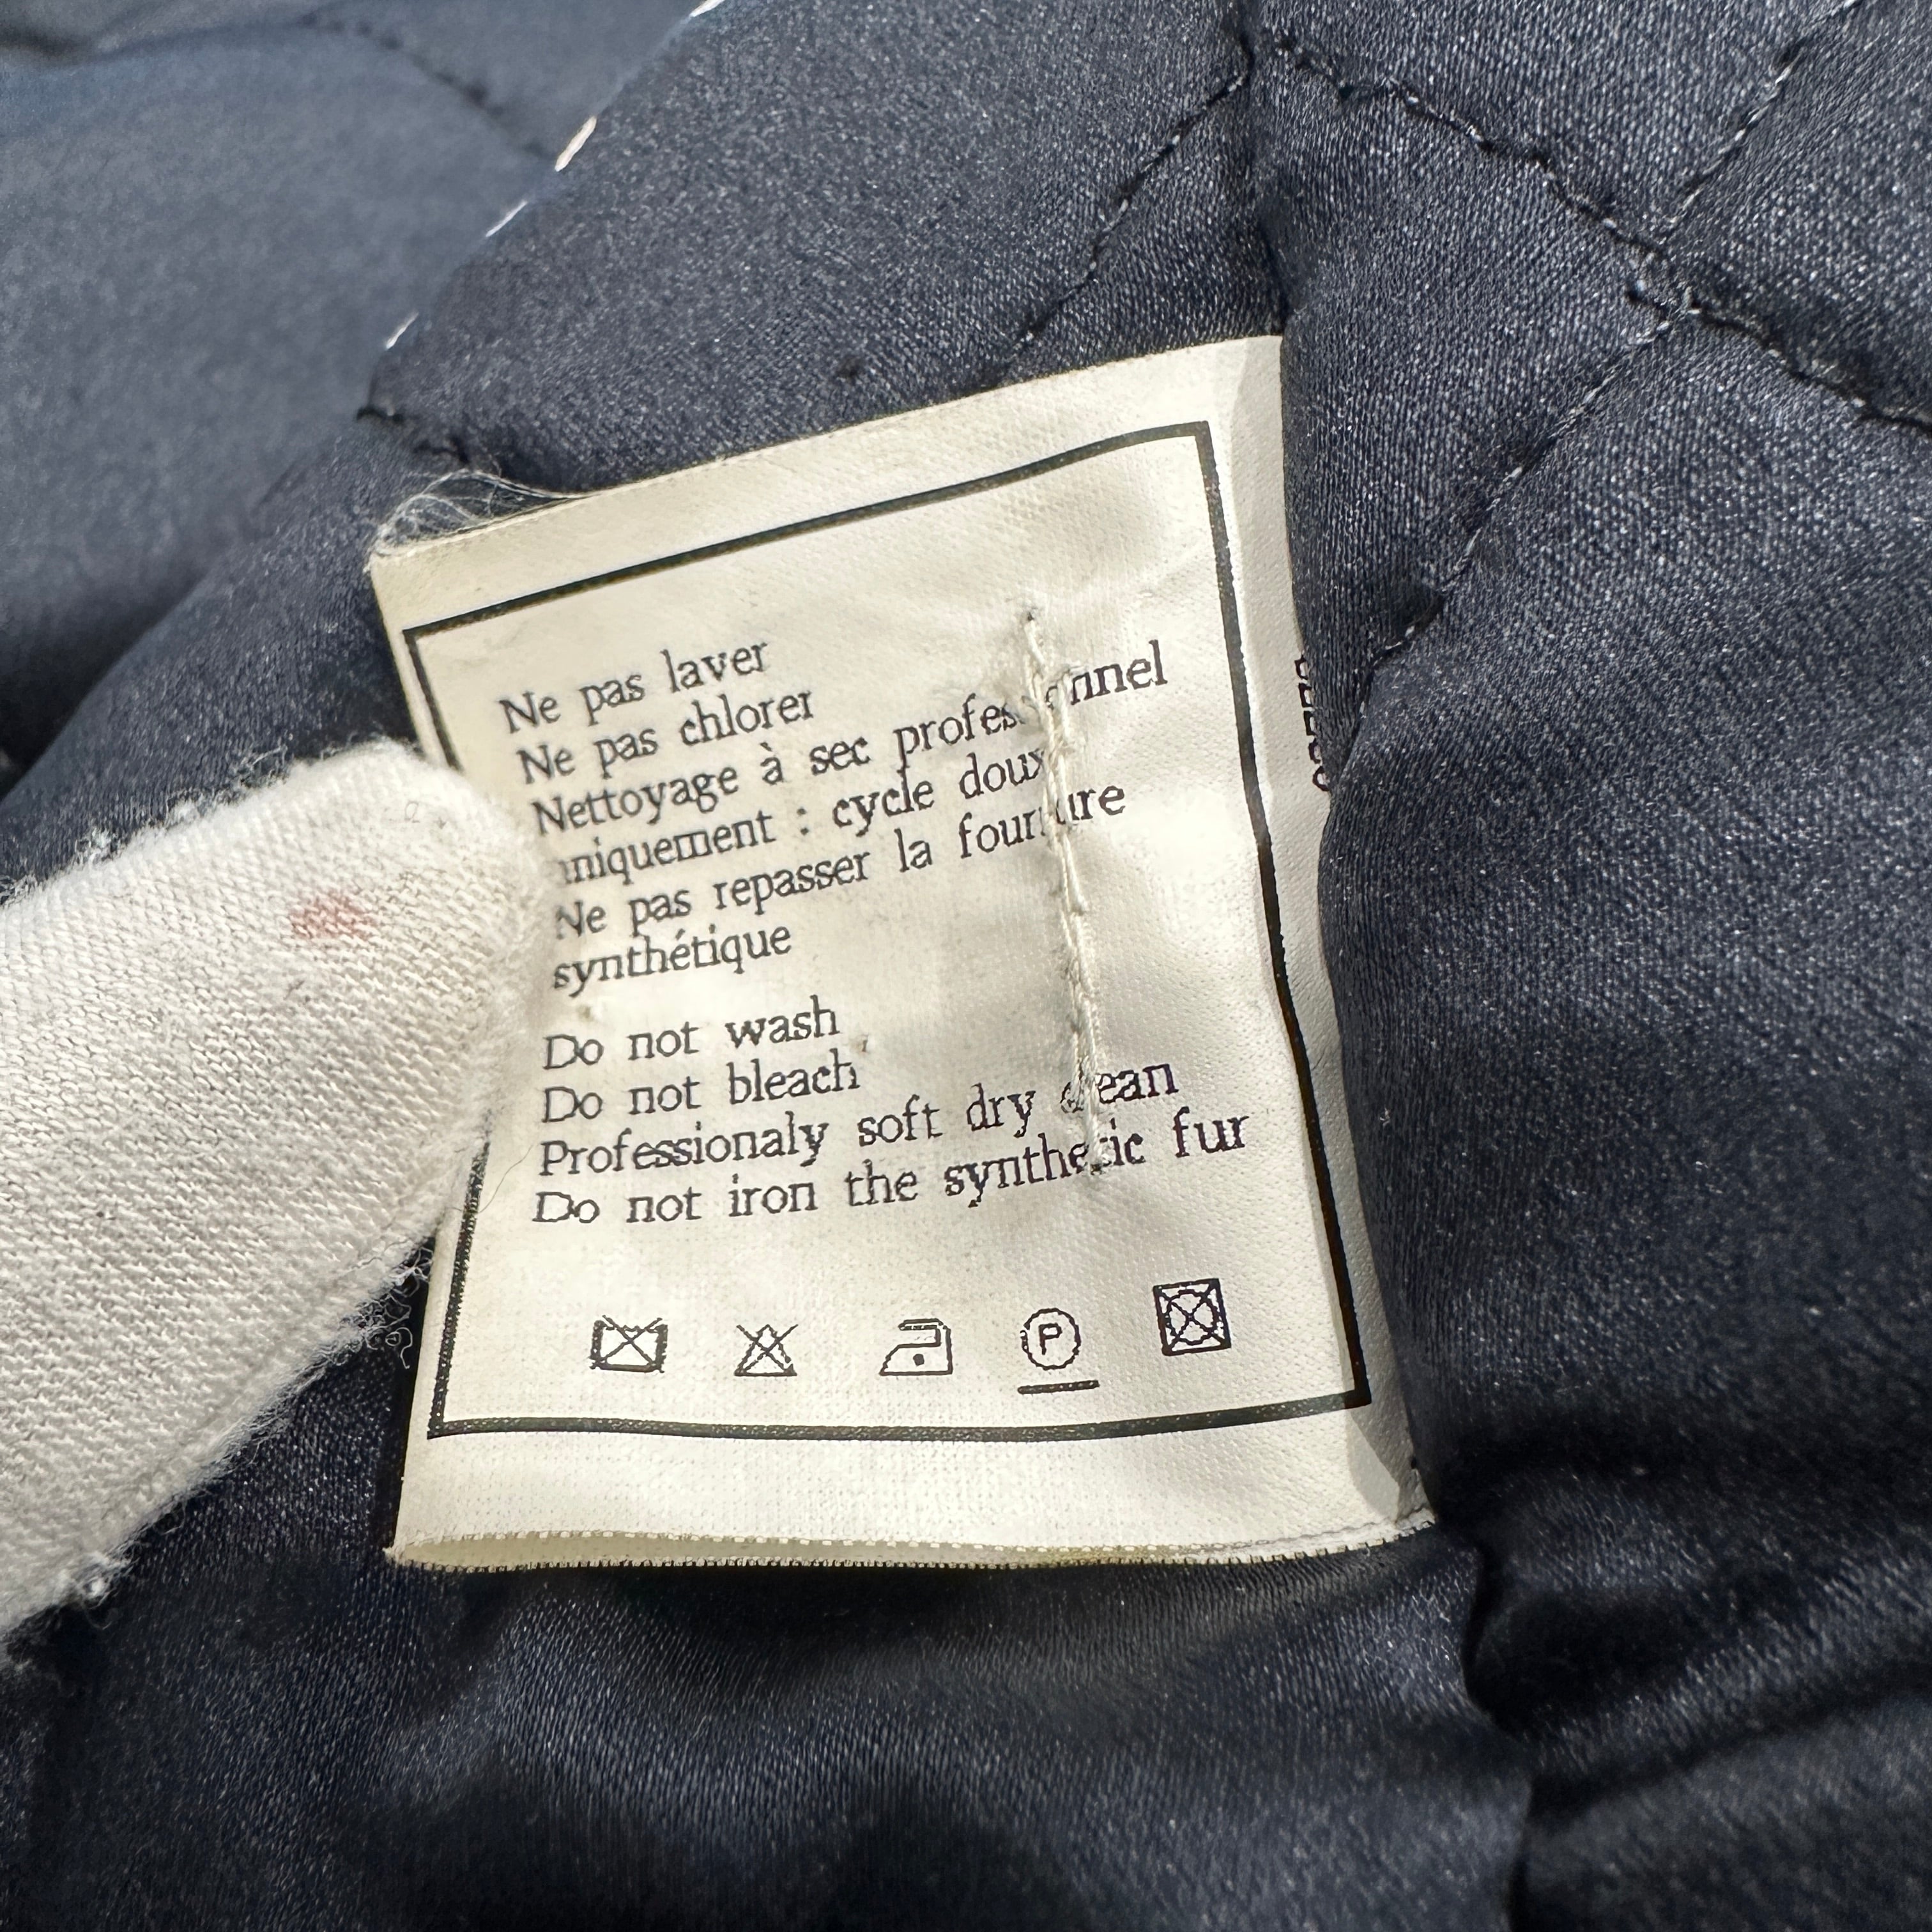 Ne pas laver
Ne pas chlorer
Nettoyage à sec professionnel
uniquement : cycle doux
Ne pas repasser la fourrure
synthétique
Do not wash
Do not bleach
Professionaly soft dry clean
Do not iron the synthetic fur
P